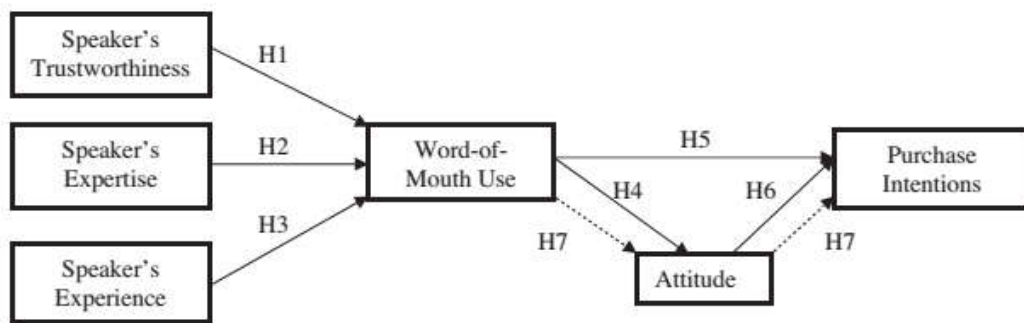 Speaker's
Trustworthiness
H1
Speaker's
Expertise
H2
Speaker's
Experience
H3
Word-of-
Mouth Use
H5
H4
H6
H7
H7
Attitude
Purchase
Intentions